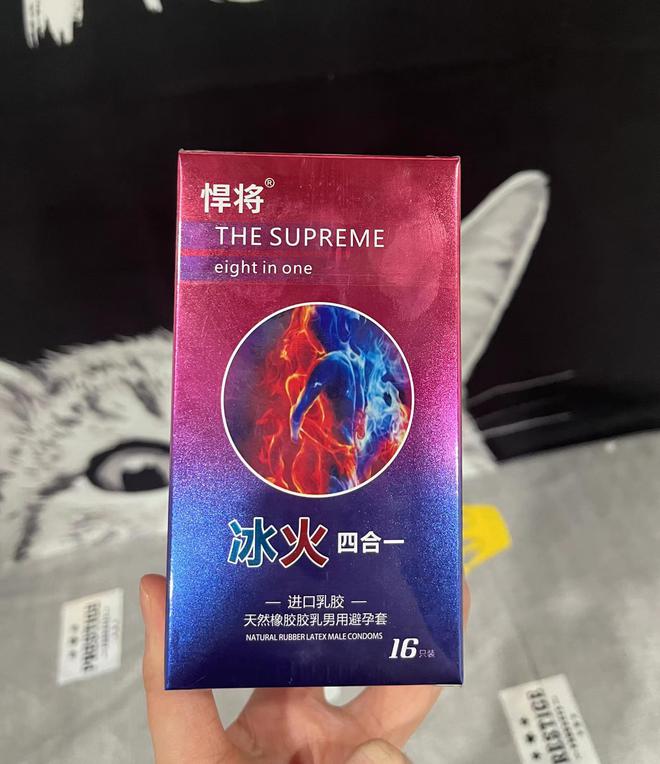 悍将®
THE SUPREME
eight in one
冰火 四合一
— 进口乳胶 —
天然橡胶胶乳男用避孕套
NATURAL RUBBER LATEX MALE CONDOMS
16只装